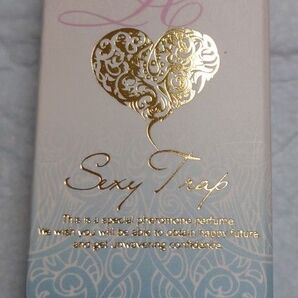 A
Sexy Trap
This is a special pheromone perfume.
We wish you will be able to obtain happy future
and get unwavering confidence.